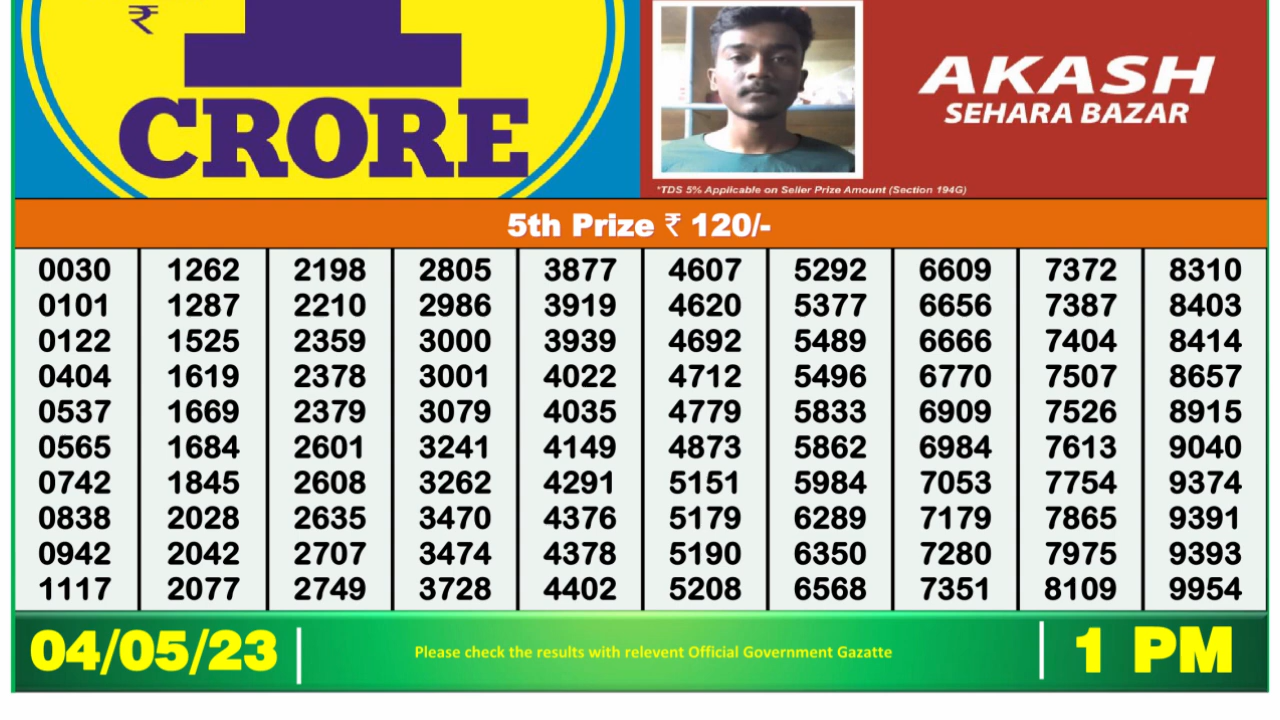 ₹
1
CRORE
AKASH
SEHARA BAZAR
*TDS 5% Applicable on Seller Prize Amount (Section 194G)
5th Prize ₹ 120/-
0030 1262 2198 2805 3877 4607 5292 6609 7372 8310
0101 1287 2210 2986 3919 4620 5377 6656 7387 8403
0122 1525 2359 3000 3939 4692 5489 6666 7404 8414
0404 1619 2378 3001 4022 4712 5496 6770 7507 8657
0537 1669 2379 3079 4035 4779 5833 6909 7526 8915
0565 1684 2601 3241 4149 4873 5862 6984 7613 9040
0742 1845 2608 3262 4291 5151 5984 7053 7754 9374
0838 2028 2635 3470 4376 5179 6289 7179 7865 9391
0942 2042 2707 3474 4378 5190 6350 7280 7975 9393
1117 2077 2749 3728 4402 5208 6568 7351 8109 9954
04/05/23
Please check the results with relevent Official Government Gazatte
1 PM